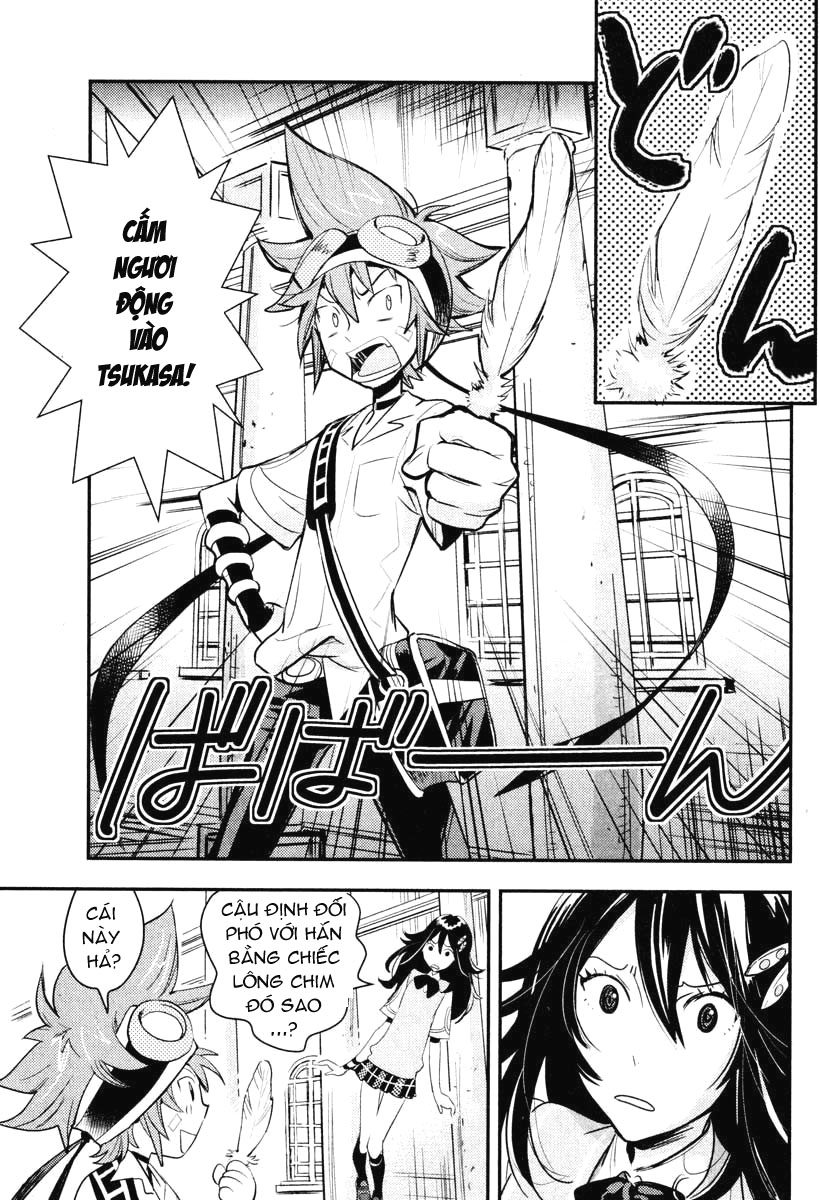 どん
CẤM
NGƯƠI
ĐỘNG
VÀO
TSUKASA!
ばばーん
CẬU ĐỊNH ĐỐI
PHÓ VỚI HẮN
BẰNG CHIẾC
LÔNG CHIM
ĐÓ SAO
...?
CÁI
NÀY
HẢ?